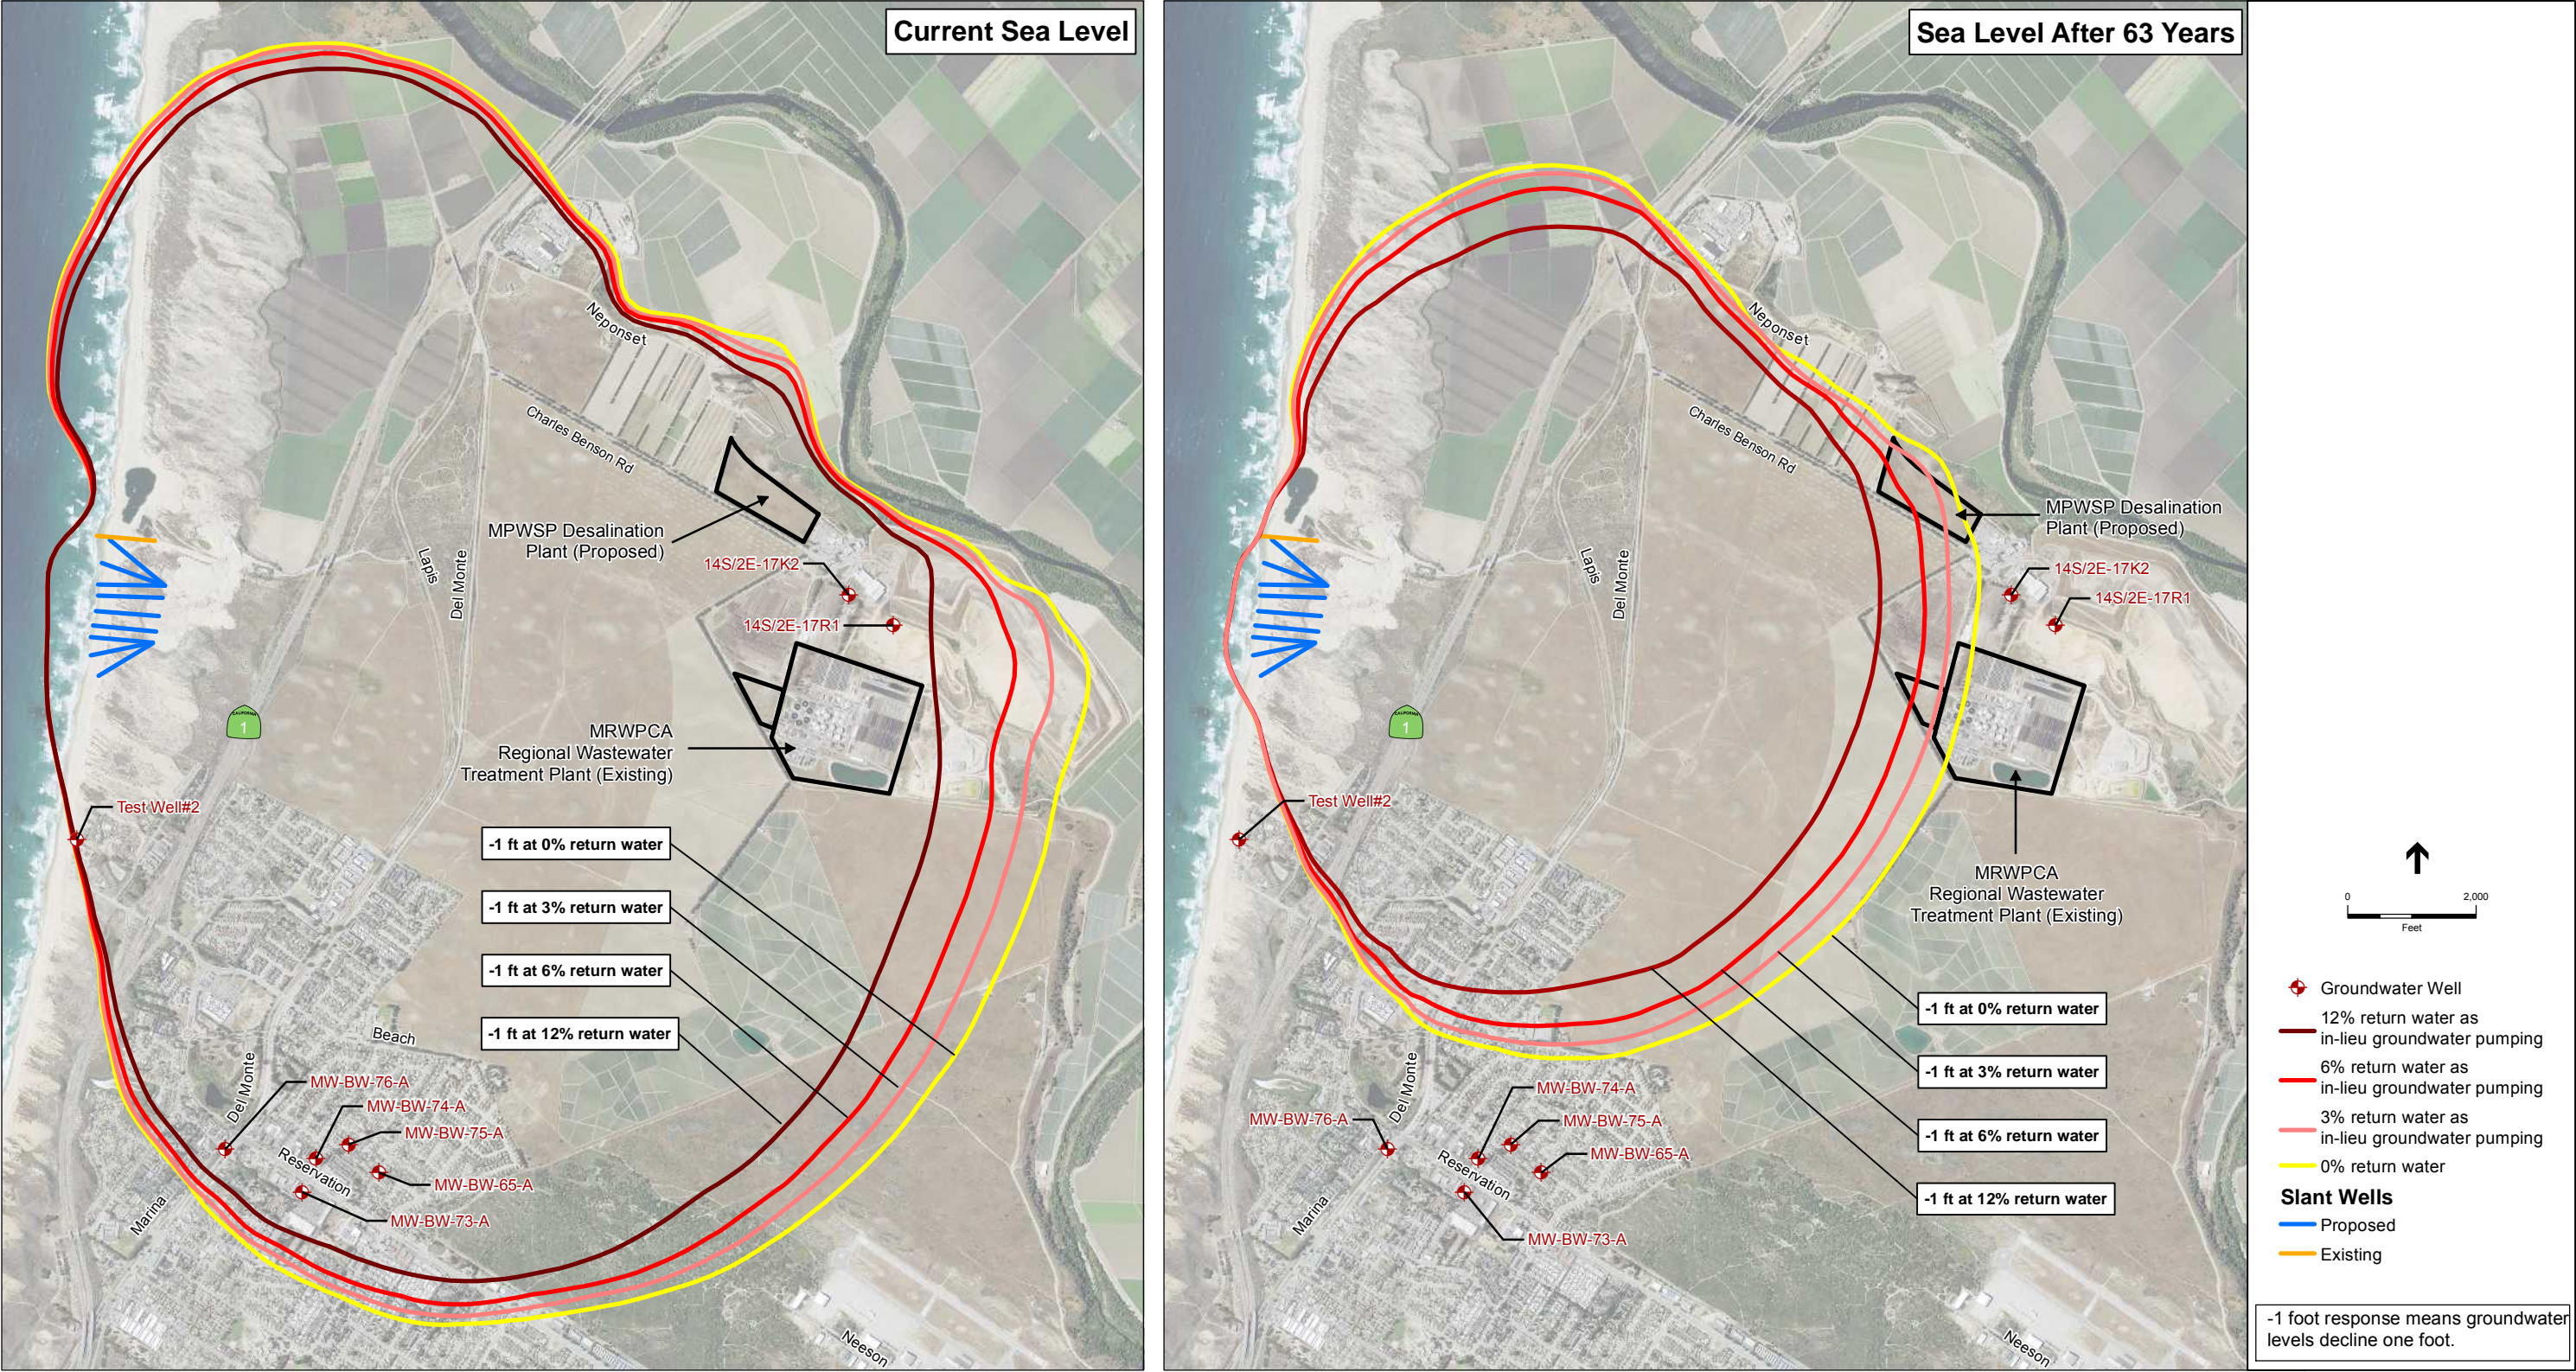 Current Sea Level
Neponset
Charles Benson Rd
MPWSP Desalination
Plant (Proposed)
Lapis
Del Monte
14S/2E-17K2
14S/2E-17R1
CALIFORNIA
1
MRWPCA
Regional Wastewater
Treatment Plant (Existing)
Test Well#2
-1 ft at 0% return water
-1 ft at 3% return water
-1 ft at 6% return water
-1 ft at 12% return water
Beach
Del Monte
MW-BW-76-A
MW-BW-74-A
MW-BW-75-A
Reservation
MW-BW-65-A
MW-BW-73-A
Marina
Neeson
Sea Level After 63 Years
Neponset
Charles Benson Rd
MPWSP Desalination
Plant (Proposed)
Lapis
Del Monte
14S/2E-17K2
14S/2E-17R1
CALIFORNIA
1
Test Well#2
MRWPCA
Regional Wastewater
Treatment Plant (Existing)
-1 ft at 0% return water
-1 ft at 3% return water
-1 ft at 6% return water
-1 ft at 12% return water
Del Monte
MW-BW-74-A
MW-BW-76-A
MW-BW-75-A
MW-BW-65-A
Reservation
MW-BW-73-A
Marina
Neeson
0 2,000
Feet
Groundwater Well
12% return water as
in-lieu groundwater pumping
6% return water as
in-lieu groundwater pumping
3% return water as
in-lieu groundwater pumping
0% return water
Slant Wells
Proposed
Existing
-1 foot response means groundwater
levels decline one foot.